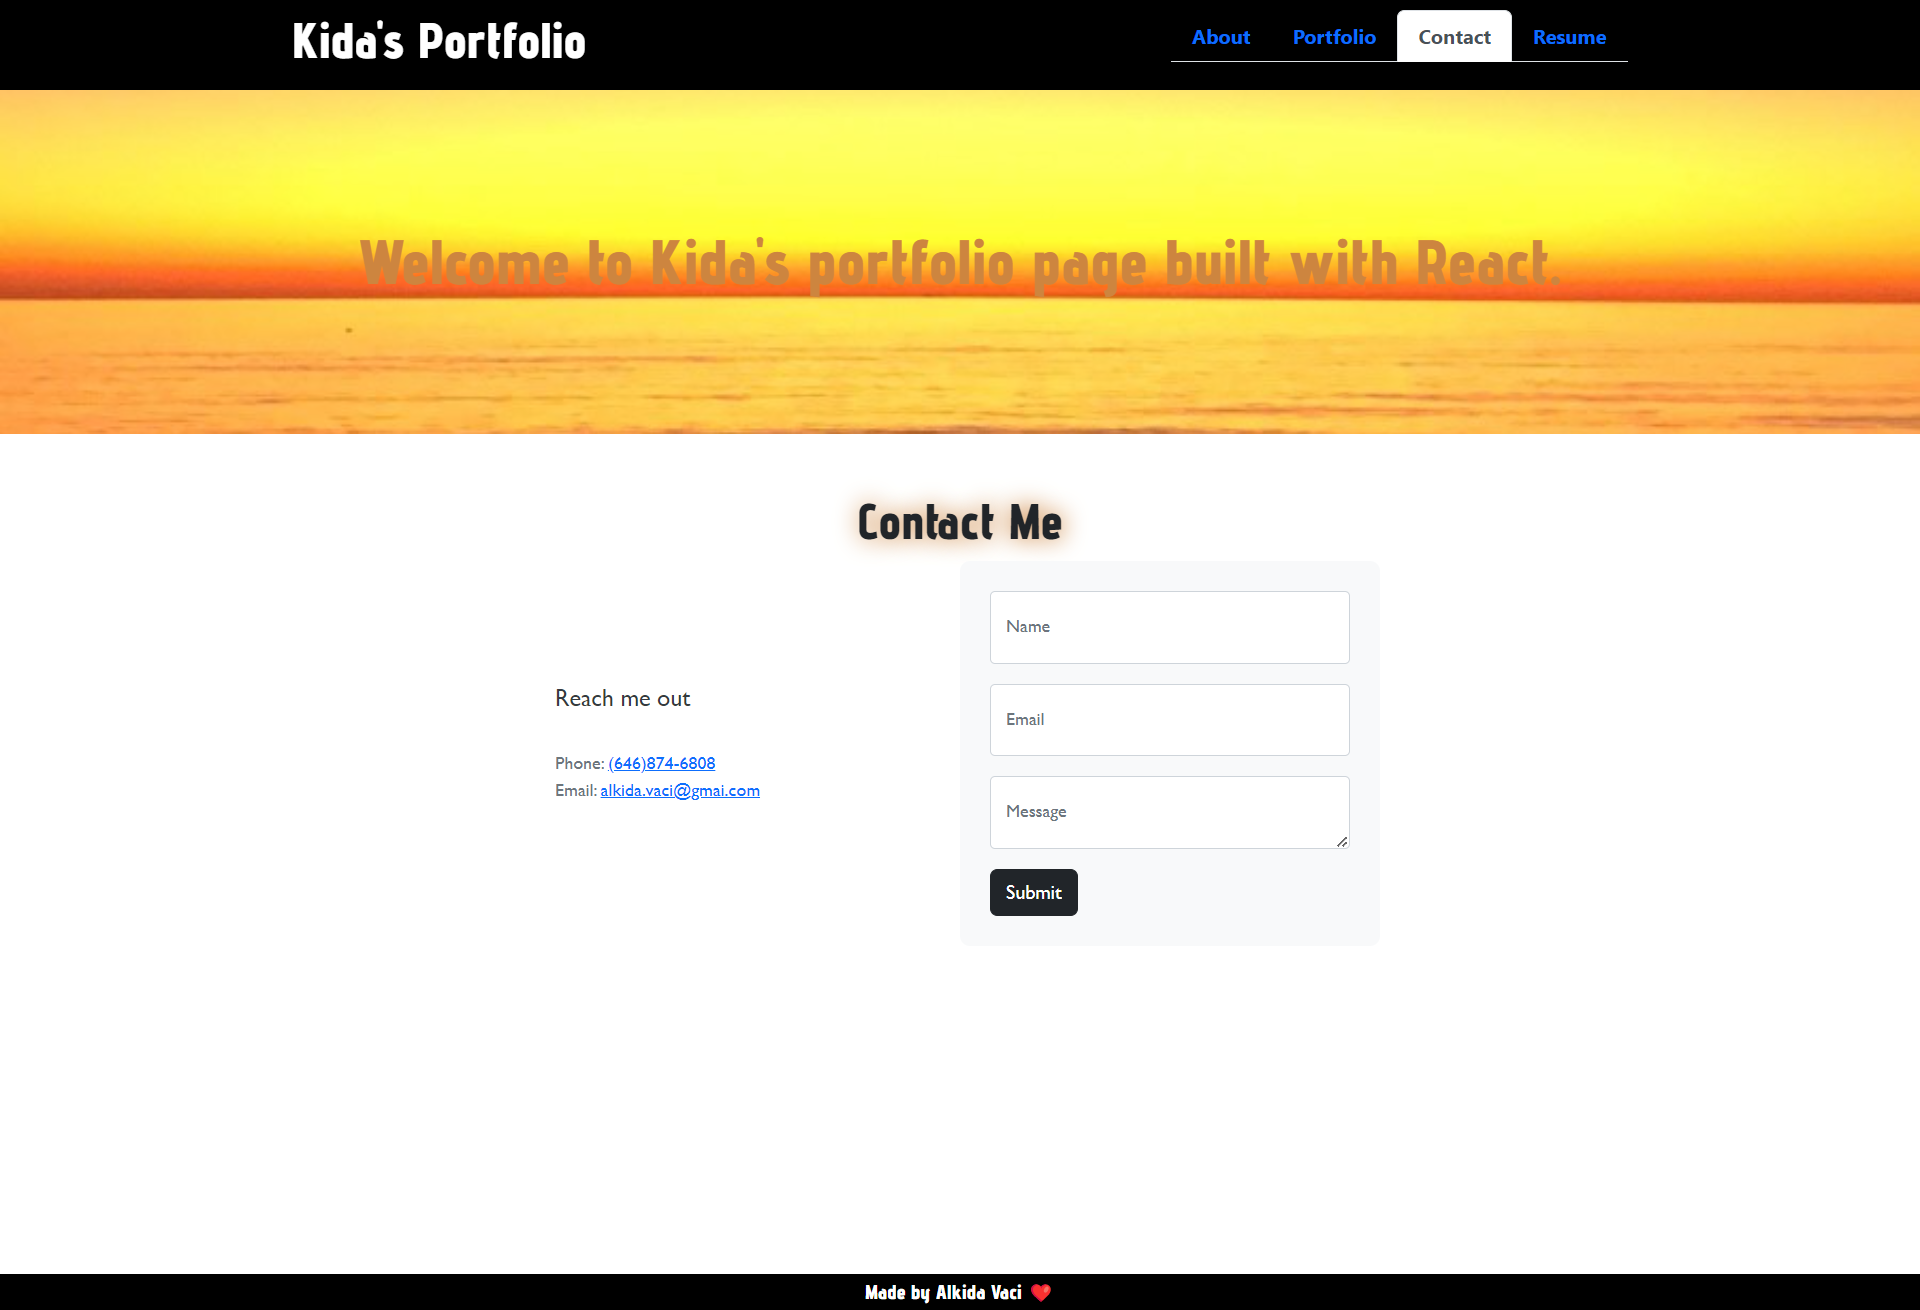 Kida's Portfolio
About Portfolio Contact Resume
Welcome to Kida's portfolio page built with React.
Contact Me
Reach me out
Phone: (646)874-6808
Email: alkida.vaci@gmai.com
Name
Email
Message
Submit
Made by Alkida Vaci ❤️